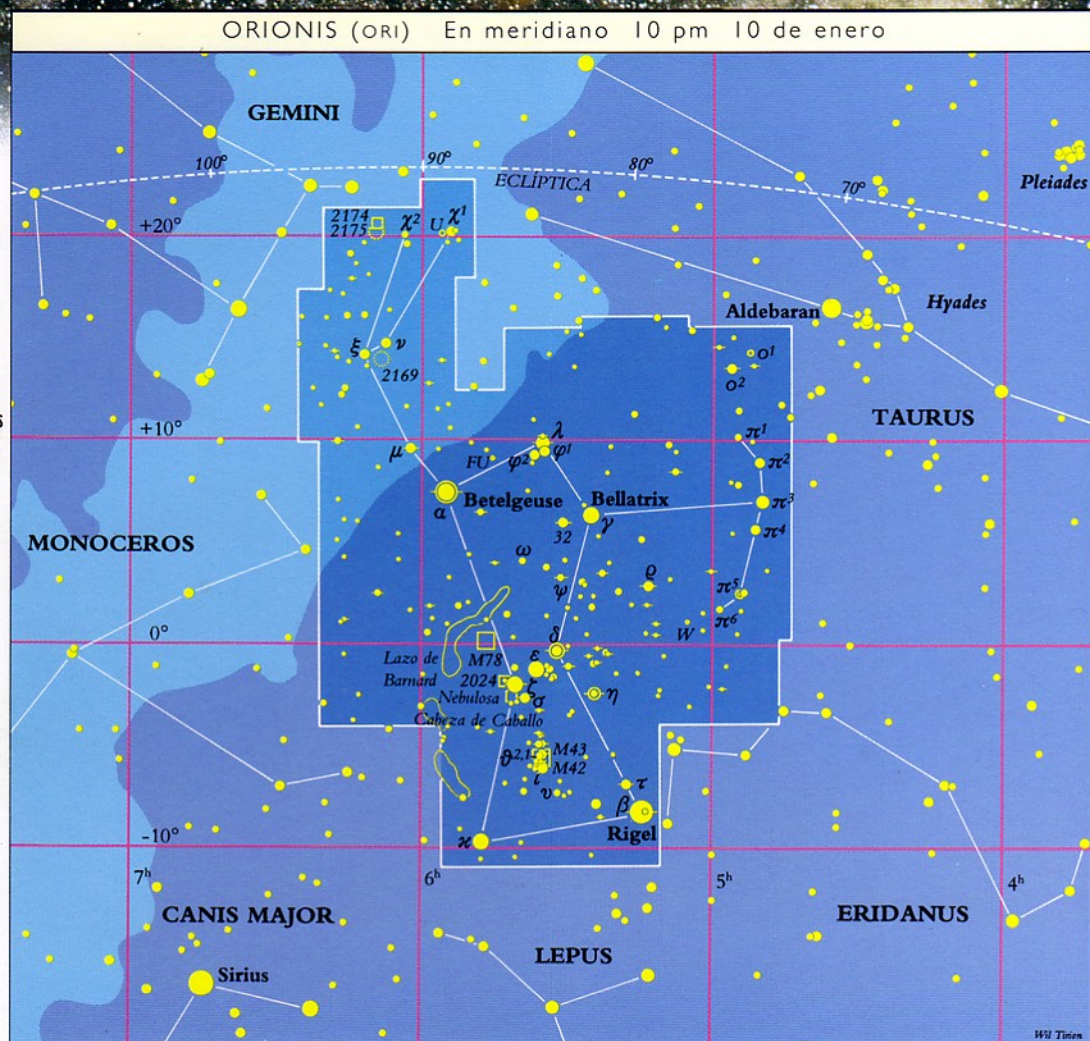 ORIONIS (ORI) En meridiano 10 pm 10 de enero
GEMINI
100°
90°
80°
70°
ECLÍPTICA
Pleiades
2174
2175
χ²
U
χ¹
+20°
Aldebaran
Hyades
ξ
ν
2169
ο¹
ο²
TAURUS
+10°
μ
λ
FU
φ²
φ¹
π¹
π²
Betelgeuse
α
Bellatrix
γ
π³
32
π⁴
MONOCEROS
ω
ψ
ϱ
π⁵
π⁶
0°
δ
W
Lazo de
Barnard
M78
ε
2024
ζ
Nebulosa
σ
η
Cabeza de Caballo
ϑ²,¹
M43
M42
ι
υ
τ
β
Rigel
-10°
ϰ
7ʰ
6ʰ
5ʰ
4ʰ
CANIS MAJOR
ERIDANUS
LEPUS
Sirius
Wil Tirion